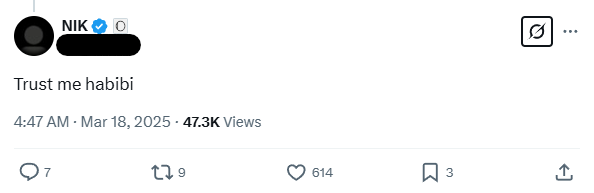 NIK
Trust me habibi
4:47 AM · Mar 18, 2025 · 47.3K Views
7 9 614 3